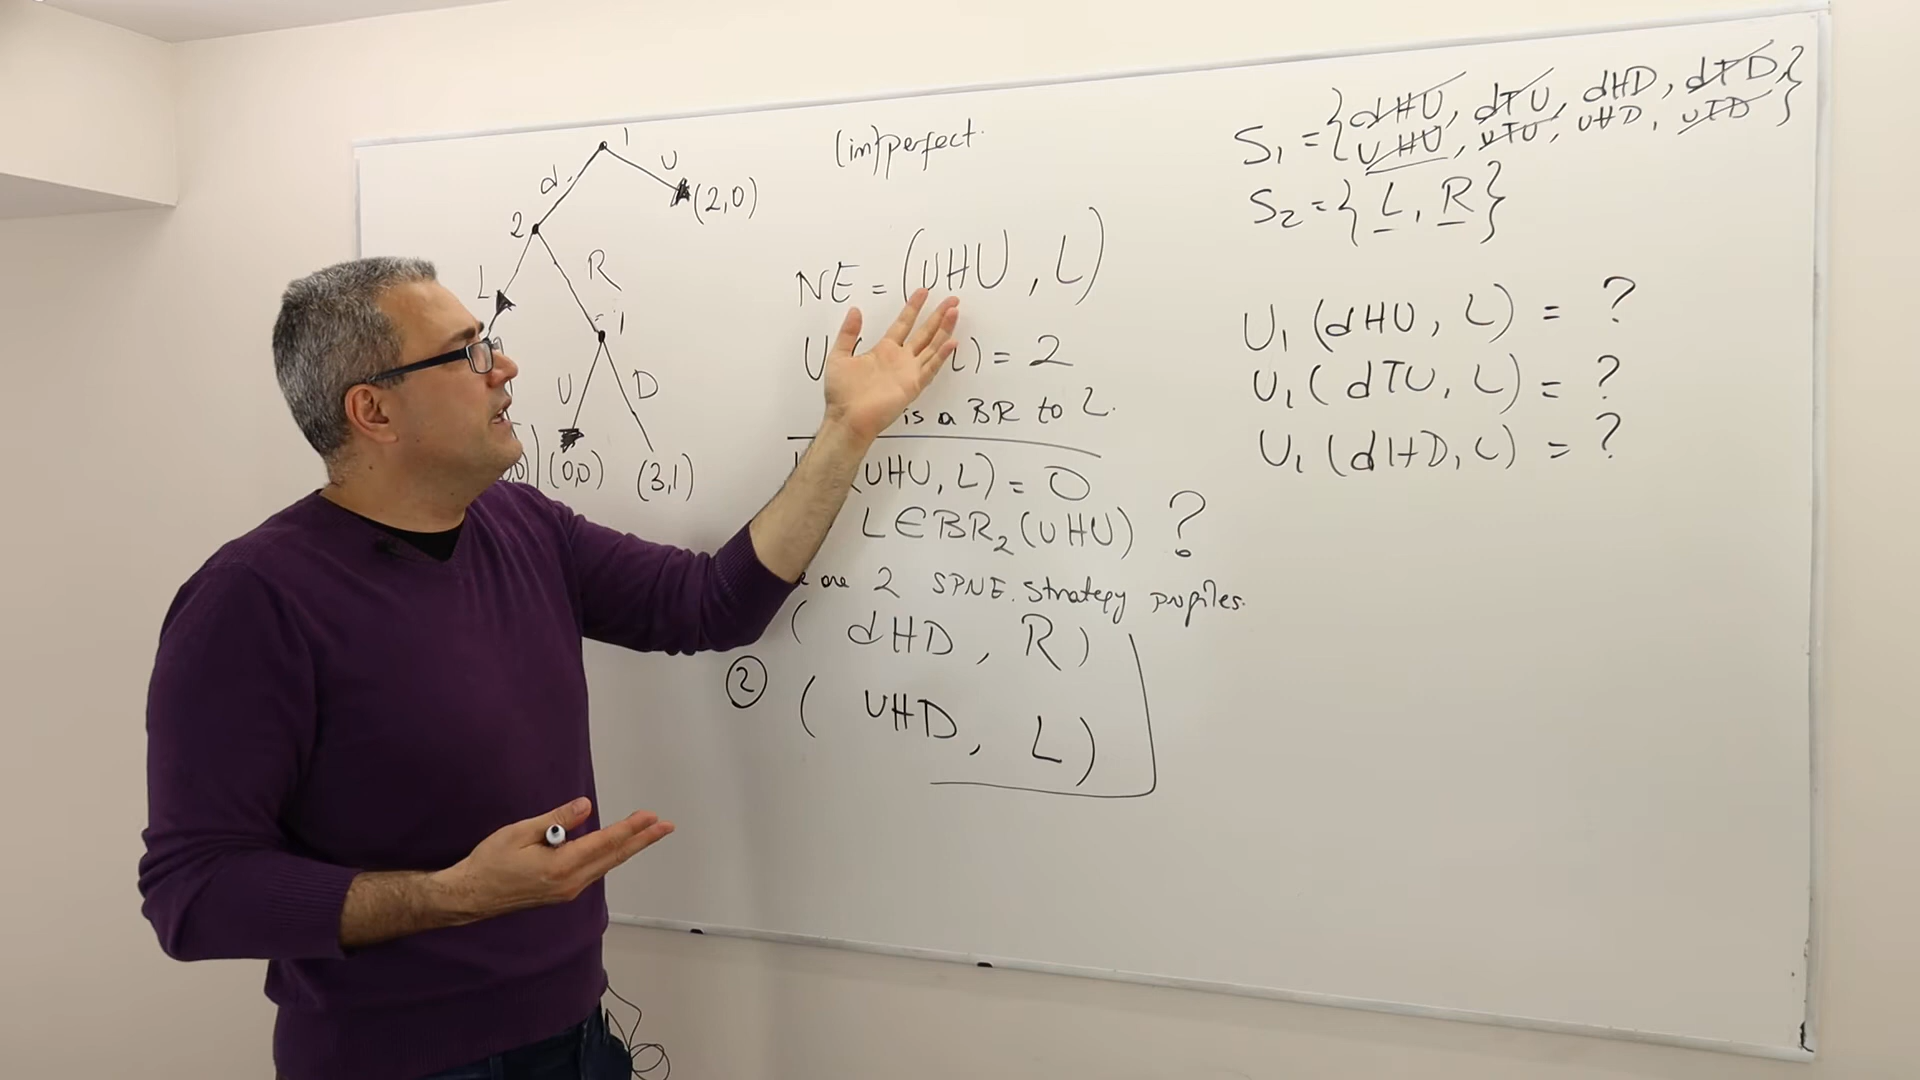 (im)perfect.
1
d
U
(2,0)
2
L
R
1
U
D
(0,0)
(3,1)
NE = (UHU, L)
U L) = 2
is a BR to L.
(UHU, L) = 0
L∈BR₂(UHU) ?
are 2 SPNE. Strategy profiles.
( dHD, R )
② ( UHD, L )
S₁ = { dHU, dTU, dHD, dTD,
UHU, UTU, UHD, UTD }
S₂ = { L, R }
U₁ (dHU, L) = ?
U₁ (dTU, L) = ?
U₁ (dHD, L) = ?